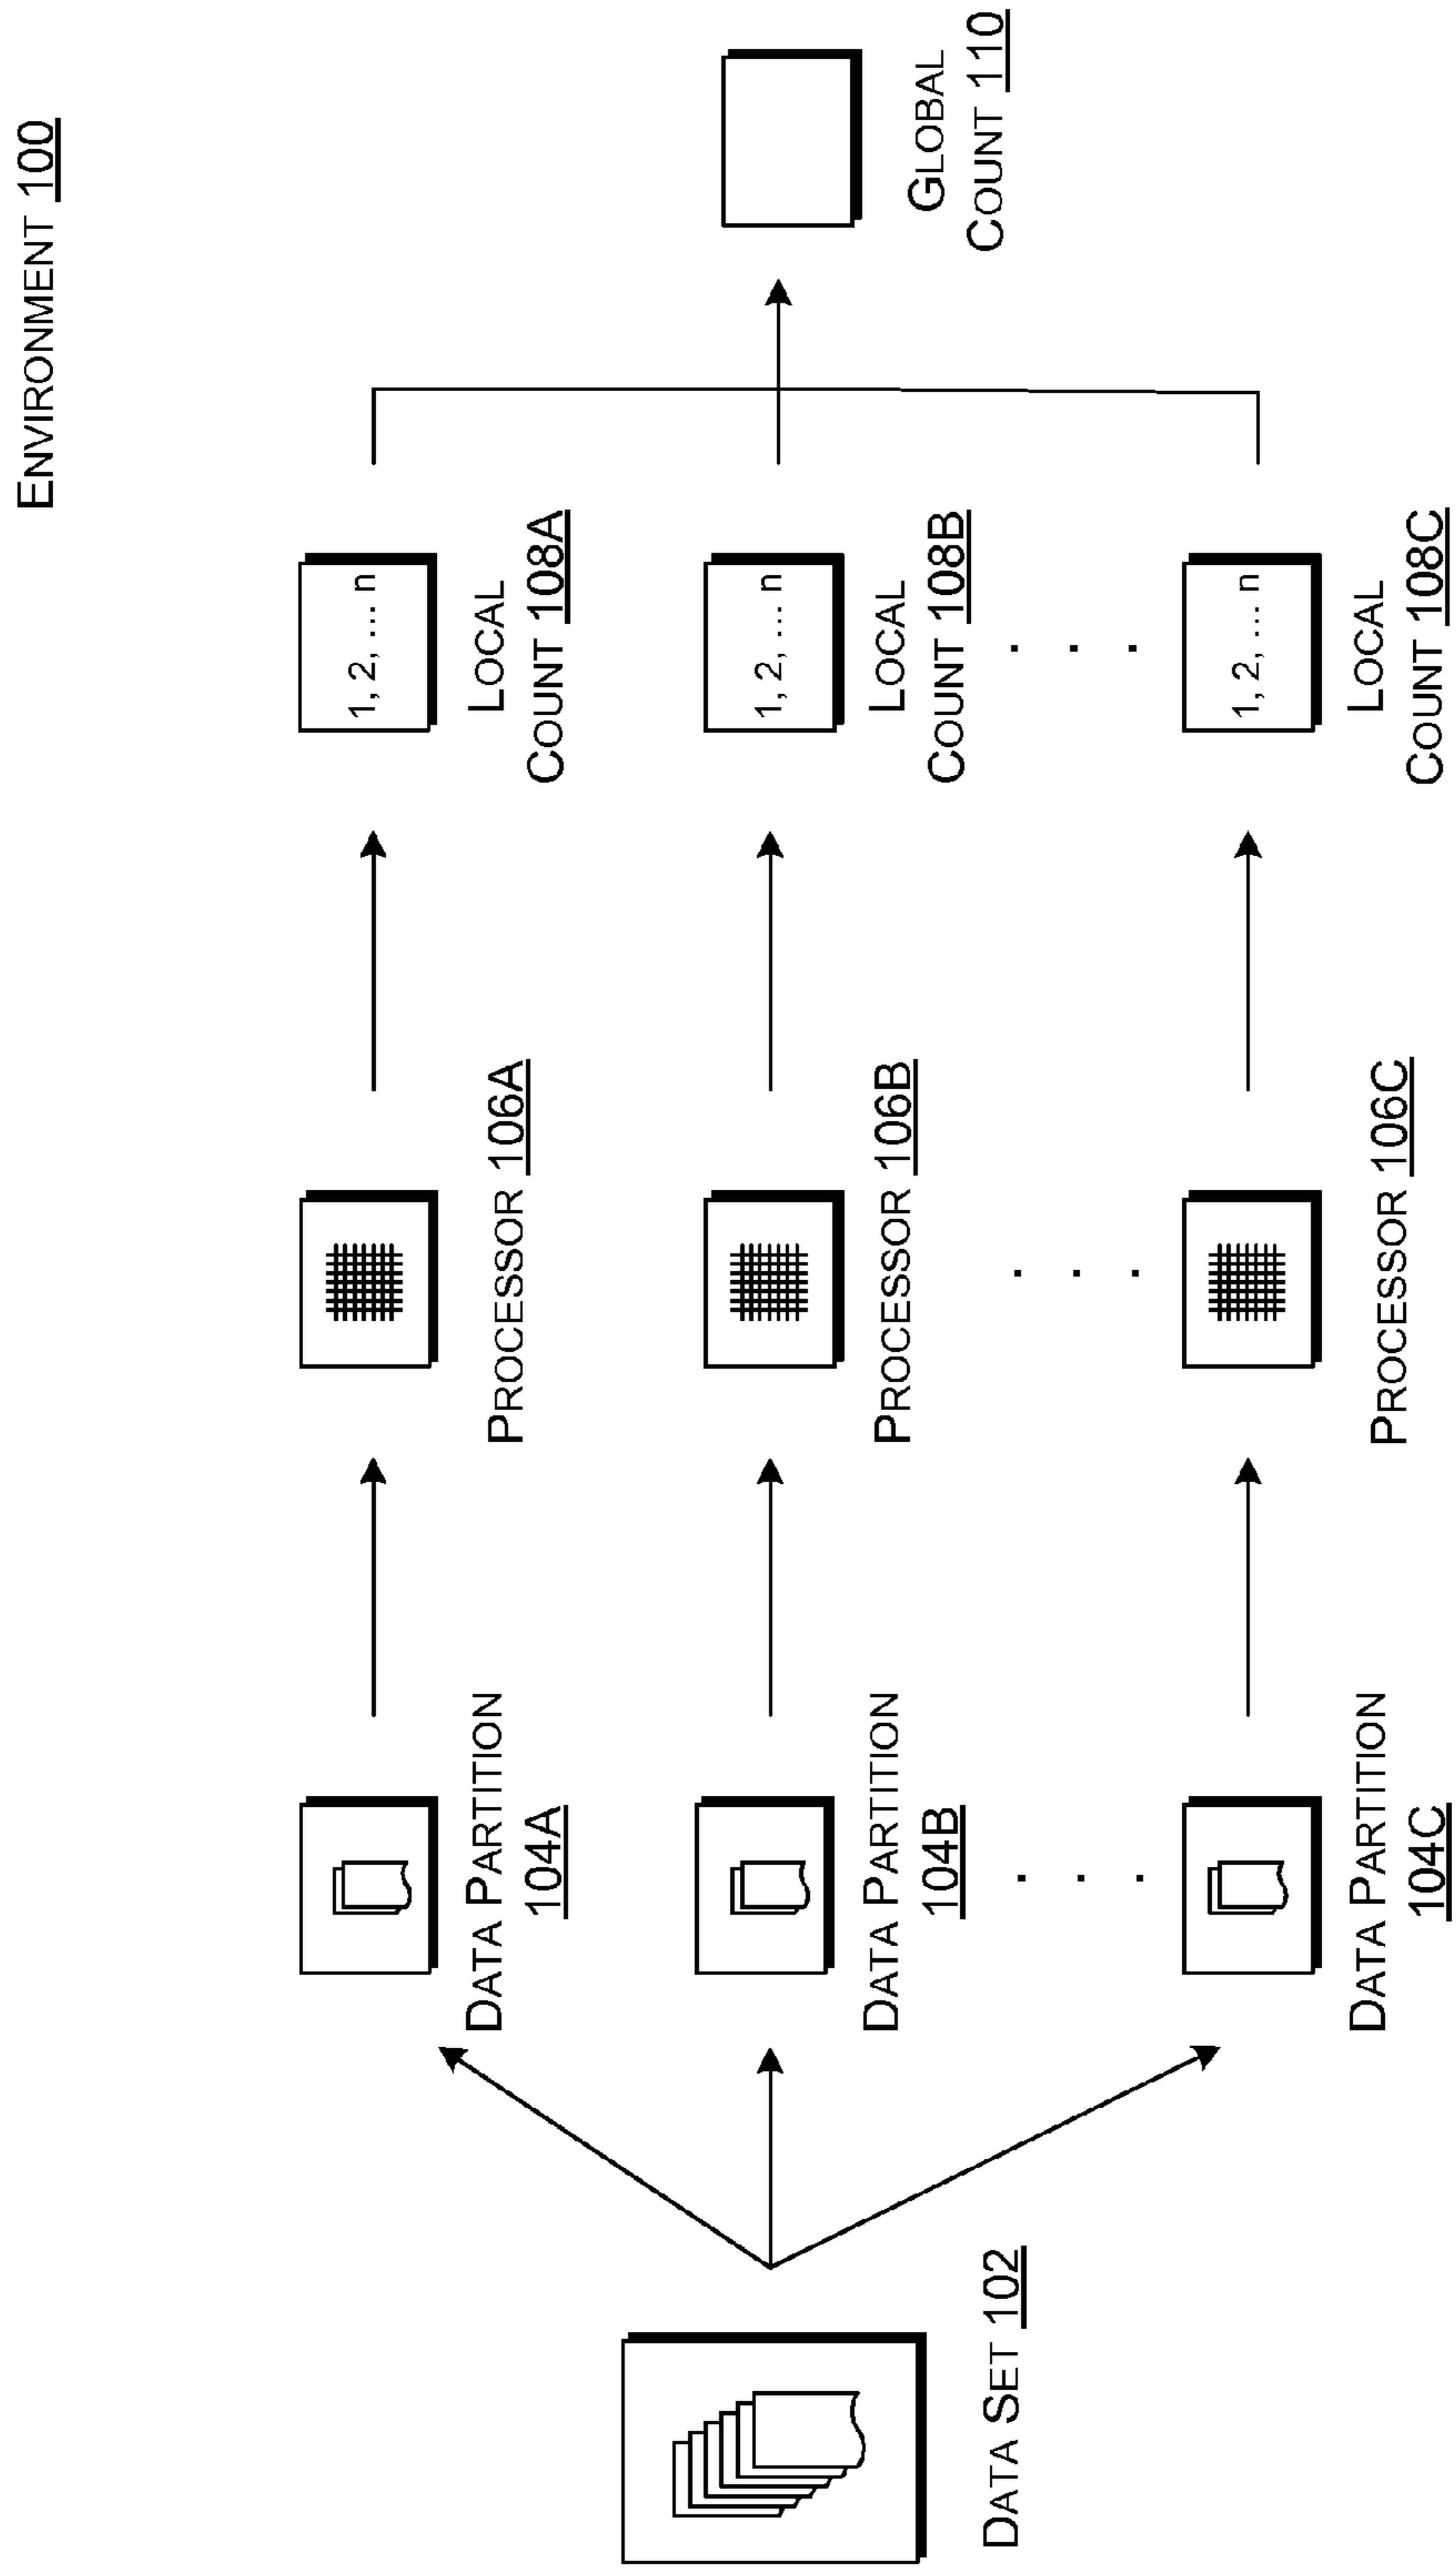 ENVIRONMENT 100
1, 2, ... n
DATA PARTITION
104A
PROCESSOR 106A
LOCAL
COUNT 108A
1, 2, ... n
DATA PARTITION
104B
PROCESSOR 106B
LOCAL
COUNT 108B
GLOBAL
COUNT 110
DATA SET 102
. . .
. . .
. . .
1, 2, ... n
DATA PARTITION
104C
PROCESSOR 106C
LOCAL
COUNT 108C